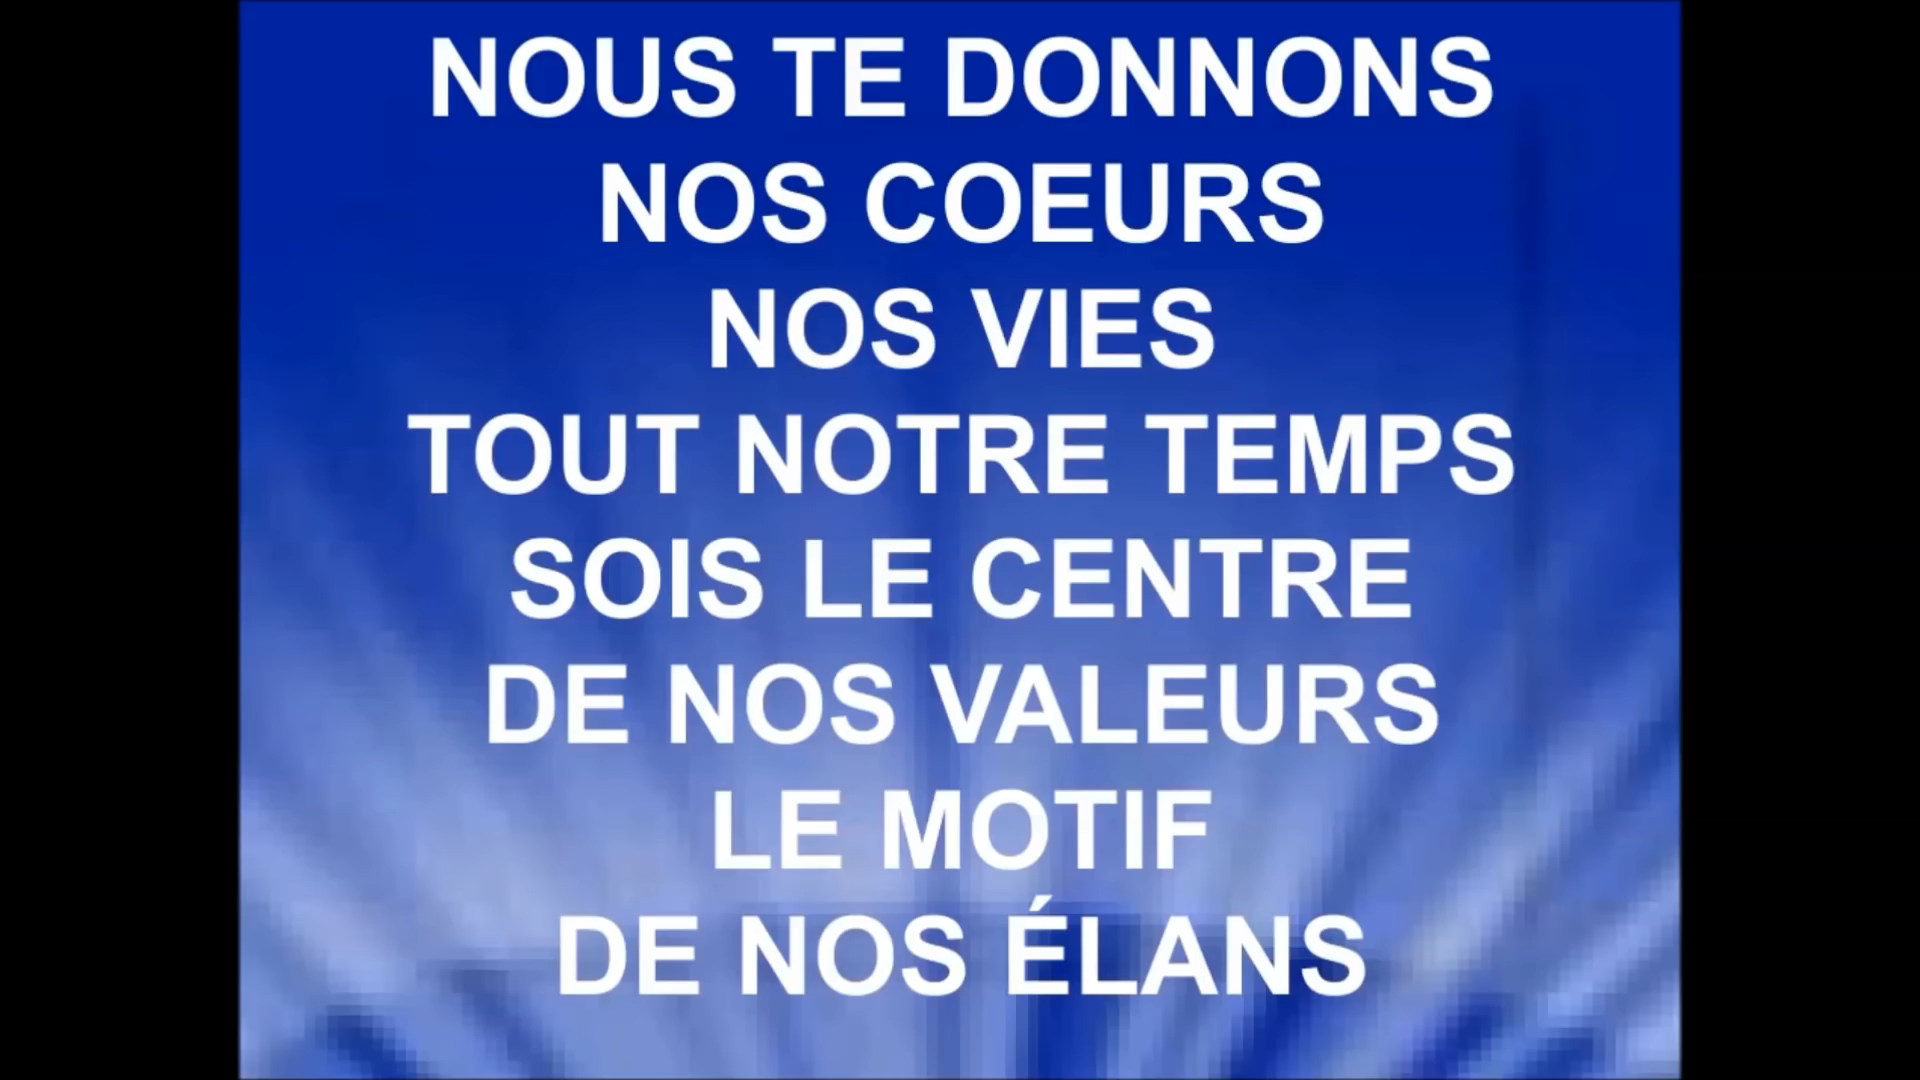 NOUS TE DONNONS
NOS COEURS
NOS VIES
TOUT NOTRE TEMPS
SOIS LE CENTRE
DE NOS VALEURS
LE MOTIF
DE NOS ÉLANS